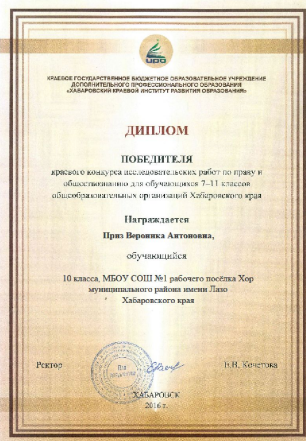 ЦРО
КРАЕВОЕ ГОСУДАРСТВЕННОЕ БЮДЖЕТНОЕ ОБРАЗОВАТЕЛЬНОЕ УЧРЕЖДЕНИЕ
ДОПОЛНИТЕЛЬНОГО ПРОФЕССИОНАЛЬНОГО ОБРАЗОВАНИЯ
«ХАБАРОВСКИЙ КРАЕВОЙ ИНСТИТУТ РАЗВИТИЯ ОБРАЗОВАНИЯ»
ДИПЛОМ
ПОБЕДИТЕЛЯ
краевого конкурса исследовательских работ по праву и
обществознанию для обучающихся 7–11 классов
общеобразовательных организаций Хабаровского края
Награждается
Приз Вероника Антоновна,
обучающийся
10 класса, МБОУ СОШ №1 рабочего посёлка Хор
муниципального района имени Лазо
Хабаровского края
Ректор
Для
документов
Кочетова
ХАБАРОВСК
2016 г.